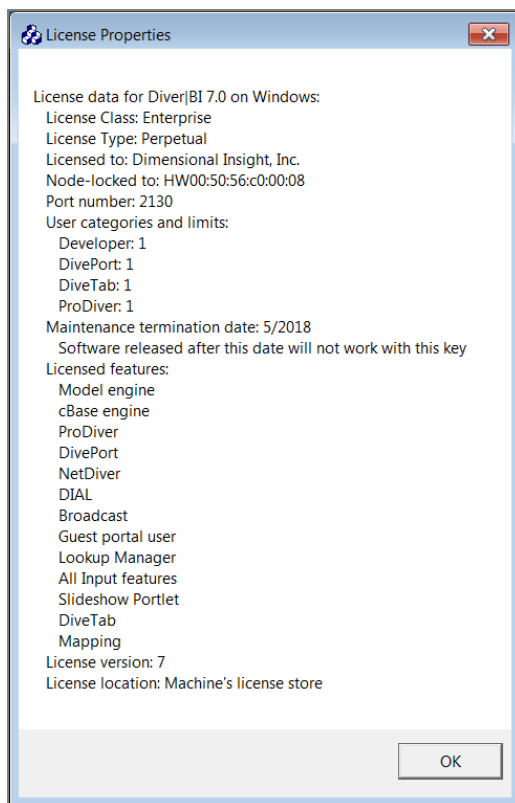 License Properties
License data for Diver|BI 7.0 on Windows:
License Class: Enterprise
License Type: Perpetual
Licensed to: Dimensional Insight, Inc.
Node-locked to: HW00:50:56:c0:00:08
Port number: 2130
User categories and limits:
Developer: 1
DivePort: 1
DiveTab: 1
ProDiver: 1
Maintenance termination date: 5/2018
Software released after this date will not work with this key
Licensed features:
Model engine
cBase engine
ProDiver
DivePort
NetDiver
DIAL
Broadcast
Guest portal user
Lookup Manager
All Input features
Slideshow Portlet
DiveTab
Mapping
License version: 7
License location: Machine's license store
OK